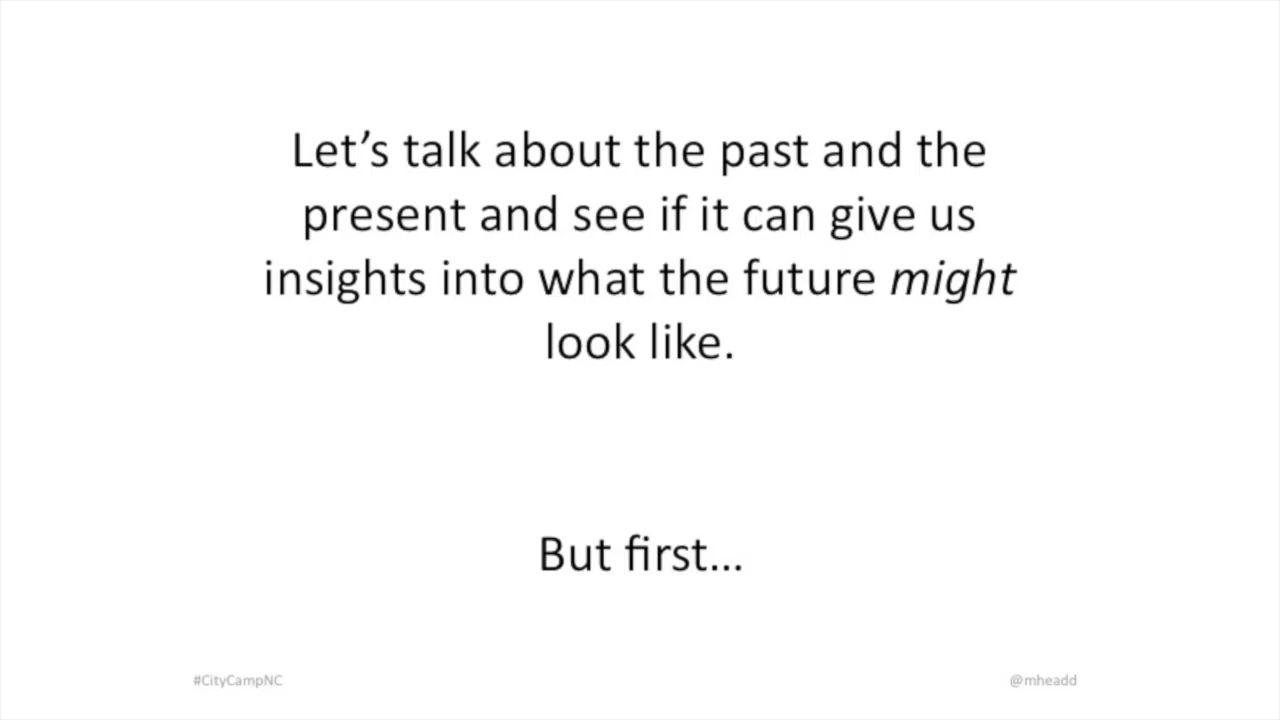 Let’s talk about the past and the
present and see if it can give us
insights into what the future might
look like.
But first…
#CityCampNC
@mheadd